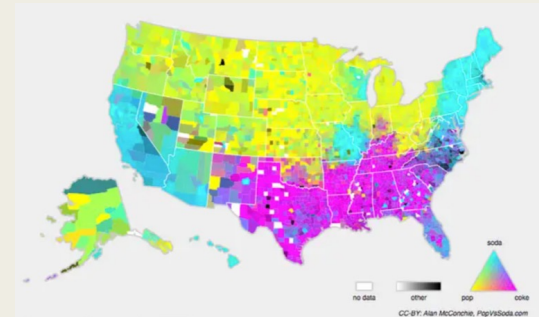 soda
pop coke
no data other
CC-BY: Alan McConchie, PopVsSoda.com